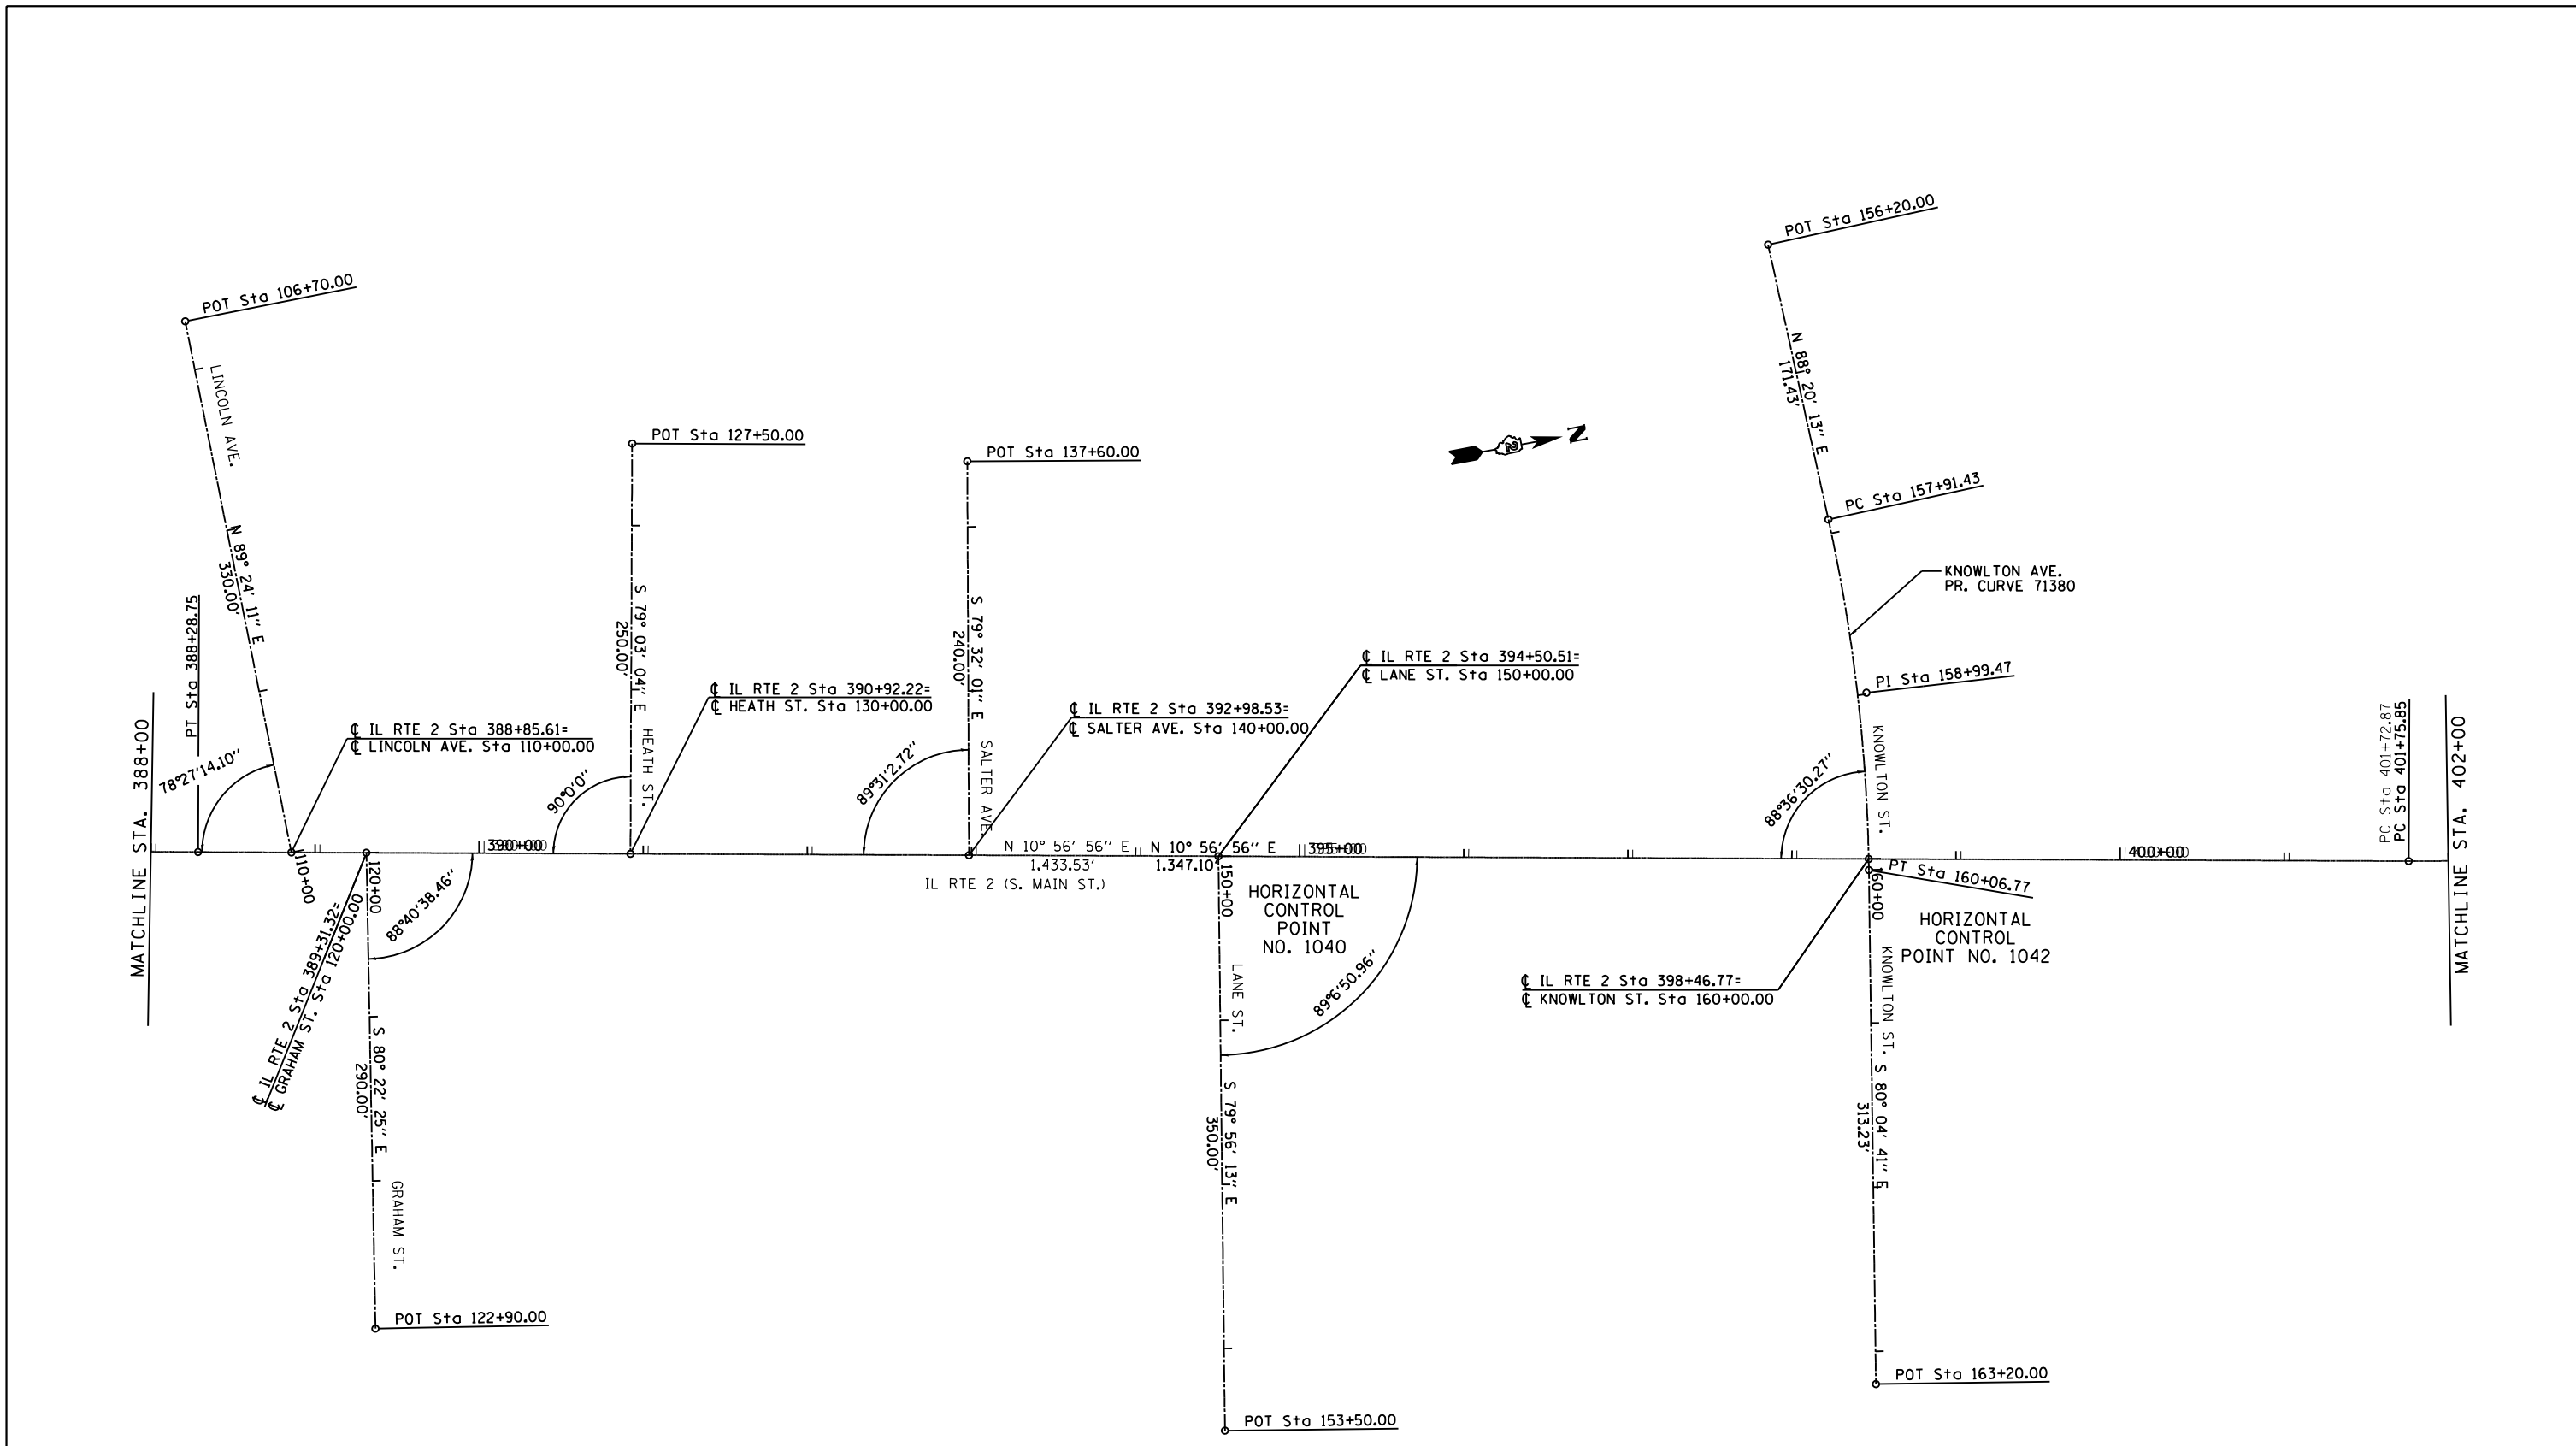 POT Sta 156+20.00
POT Sta 106+70.00
LINCOLN AVE.
N 89° 24' 11" E
330.00'
PT Sta 388+28.75
78°27'14.10"
MATCHLINE STA. 388+00
℄ IL RTE 2 Sta 388+85.61=
℄ LINCOLN AVE. Sta 110+00.00
110+00
℄ IL RTE 2 Sta 389+31.32=
℄ GRAHAM ST. Sta 120+00.00
120+00
88°40'38.46"
S 80° 22' 25" E
290.00'
GRAHAM ST.
POT Sta 122+90.00
390+00
POT Sta 127+50.00
S 79° 03' 04" E
250.00'
HEATH ST.
90°0'0"
℄ IL RTE 2 Sta 390+92.22=
℄ HEATH ST. Sta 130+00.00
POT Sta 137+60.00
S 79° 32' 01" E
240.00'
SALTER AVE.
89°31'2.72"
℄ IL RTE 2 Sta 392+98.53=
℄ SALTER AVE. Sta 140+00.00
N 10° 56' 56" E
1,433.53'
N 10° 56' 56" E
1,347.10'
IL RTE 2 (S. MAIN ST.)
℄ IL RTE 2 Sta 394+50.51=
℄ LANE ST. Sta 150+00.00
395+00
150+00
HORIZONTAL
CONTROL
POINT
NO. 1040
LANE ST.
89°6'50.96"
S 79° 56' 13" E
350.00'
POT Sta 153+50.00
N
N 88° 20' 13" E
171.43'
PC Sta 157+91.43
KNOWLTON AVE.
PR. CURVE 71380
PI Sta 158+99.47
KNOWLTON ST.
88°36'30.27"
PT Sta 160+06.77
160+00
HORIZONTAL
CONTROL
POINT NO. 1042
℄ IL RTE 2 Sta 398+46.77=
℄ KNOWLTON ST. Sta 160+00.00
KNOWLTON ST.
S 80° 04' 41" E
313.23'
POT Sta 163+20.00
400+00
PC Sta 401+72.87
PC Sta 401+75.85
MATCHLINE STA. 402+00